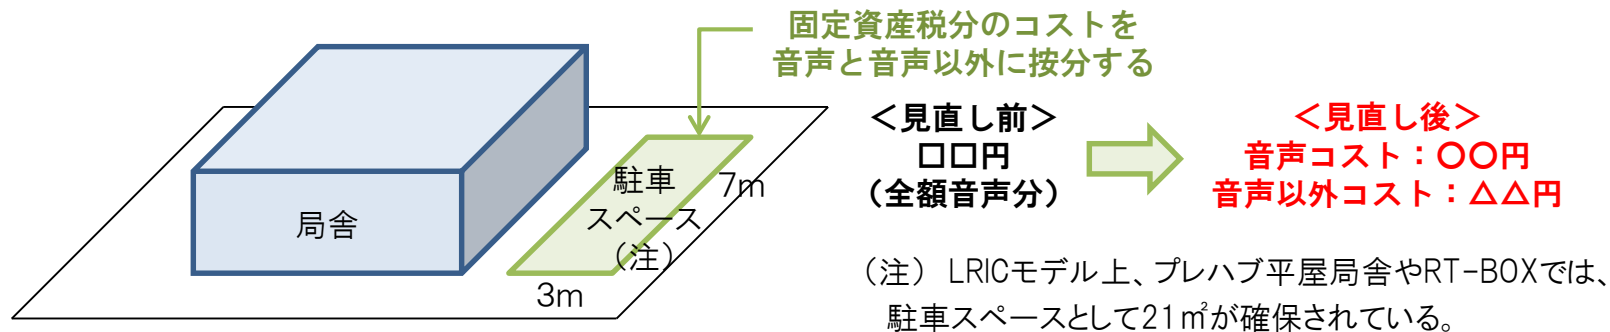 固定資産税分のコストを
音声と音声以外に按分する
＜見直し前＞
□□円
（全額音声分）
＜見直し後＞
音声コスト：○○円
音声以外コスト：△△円
局舎
駐車
スペース
（注）
7m
3m
（注） LRICモデル上、プレハブ平屋局舎やRT-BOXでは、
駐車スペースとして21㎡が確保されている。